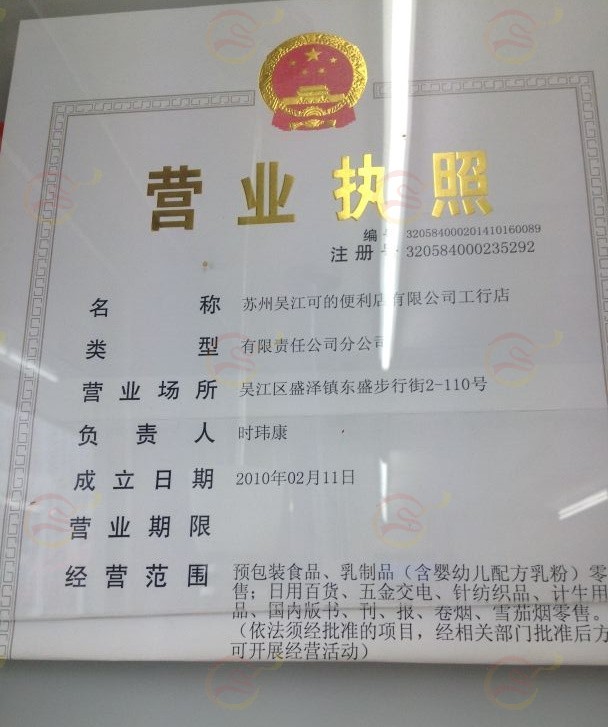 营业执照
编号 320584000201410160089
注册号 320584000235292
名称 苏州吴江可的便利店有限公司工行店
类型 有限责任公司分公司
营业场所 吴江区盛泽镇东盛步行街2-110号
负责人 时玮康
成立日期 2010年02月11日
营业期限
经营范围 预包装食品、乳制品（含婴幼儿配方乳粉）零
售；日用百货、五金交电、针纺织品、计生用
品、国内版书、刊、报、卷烟、雪茄烟零售。
（依法须经批准的项目，经相关部门批准后方
可开展经营活动）